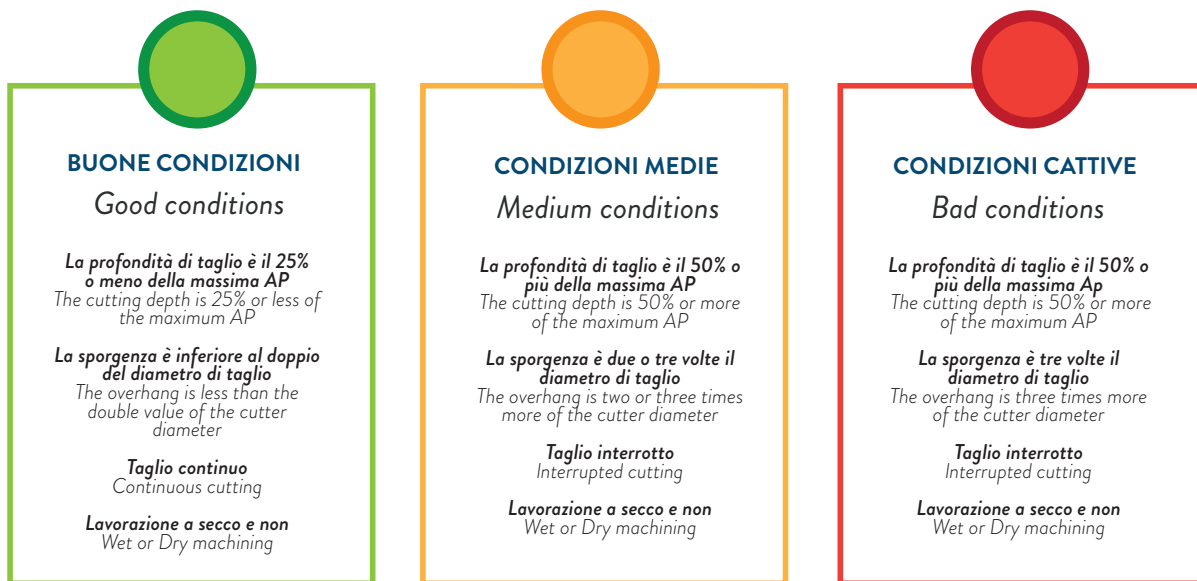 BUONE CONDIZIONI
Good conditions
La profondità di taglio è il 25%
o meno della massima AP
The cutting depth is 25% or less of
the maximum AP
La sporgenza è inferiore al doppio
del diametro di taglio
The overhang is less than the
double value of the cutter
diameter
Taglio continuo
Continuous cutting
Lavorazione a secco e non
Wet or Dry machining
CONDIZIONI MEDIE
Medium conditions
La profondità di taglio è il 50% o
più della massima AP
The cutting depth is 50% or more
of the maximum AP
La sporgenza è due o tre volte il
diametro di taglio
The overhang is two or three times
more of the cutter diameter
Taglio interrotto
Interrupted cutting
Lavorazione a secco e non
Wet or Dry machining
CONDIZIONI CATTIVE
Bad conditions
La profondità di taglio è il 50% o
più della massima Ap
The cutting depth is 50% or more
of the maximum AP
La sporgenza è tre volte il
diametro di taglio
The overhang is three times more
of the cutter diameter
Taglio interrotto
Interrupted cutting
Lavorazione a secco e non
Wet or Dry machining